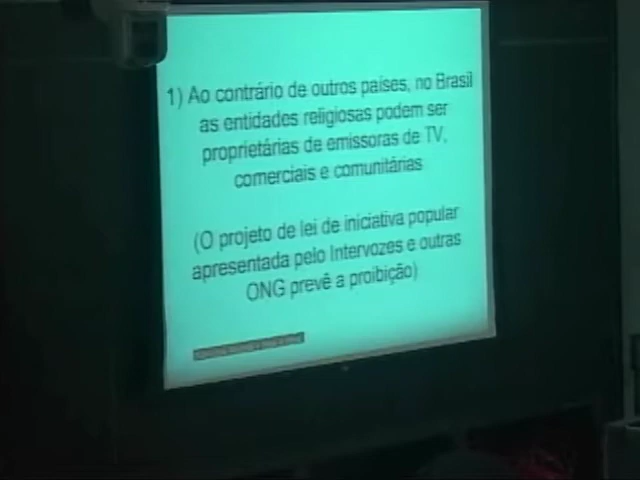 1) Ao contrário de outros países, no Brasil
as entidades religiosas podem ser
proprietárias de emissoras de TV,
comerciais e comunitárias
(O projeto de lei de iniciativa popular
apresentada pelo Intervozes e outras
ONG prevê a proibição)